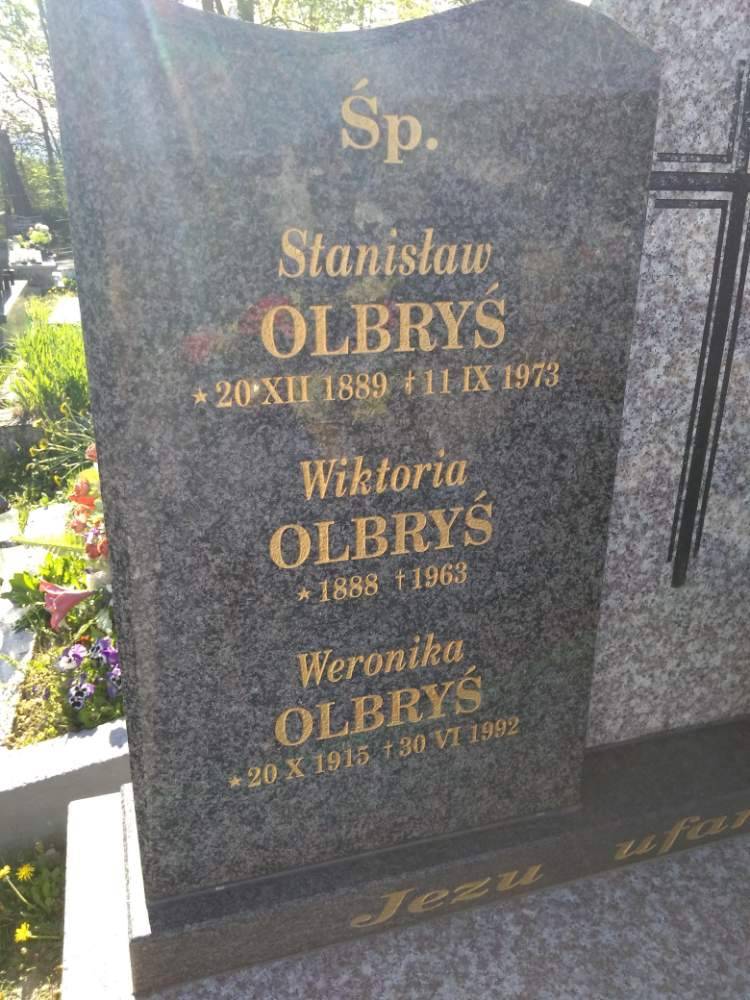 Śp.
Stanisław
OLBRYŚ
* 20 XII 1889 † 11 IX 1973
Wiktoria
OLBRYŚ
* 1888 † 1963
Weronika
OLBRYŚ
* 20 X 1915 † 30 VI 1992
Jezu